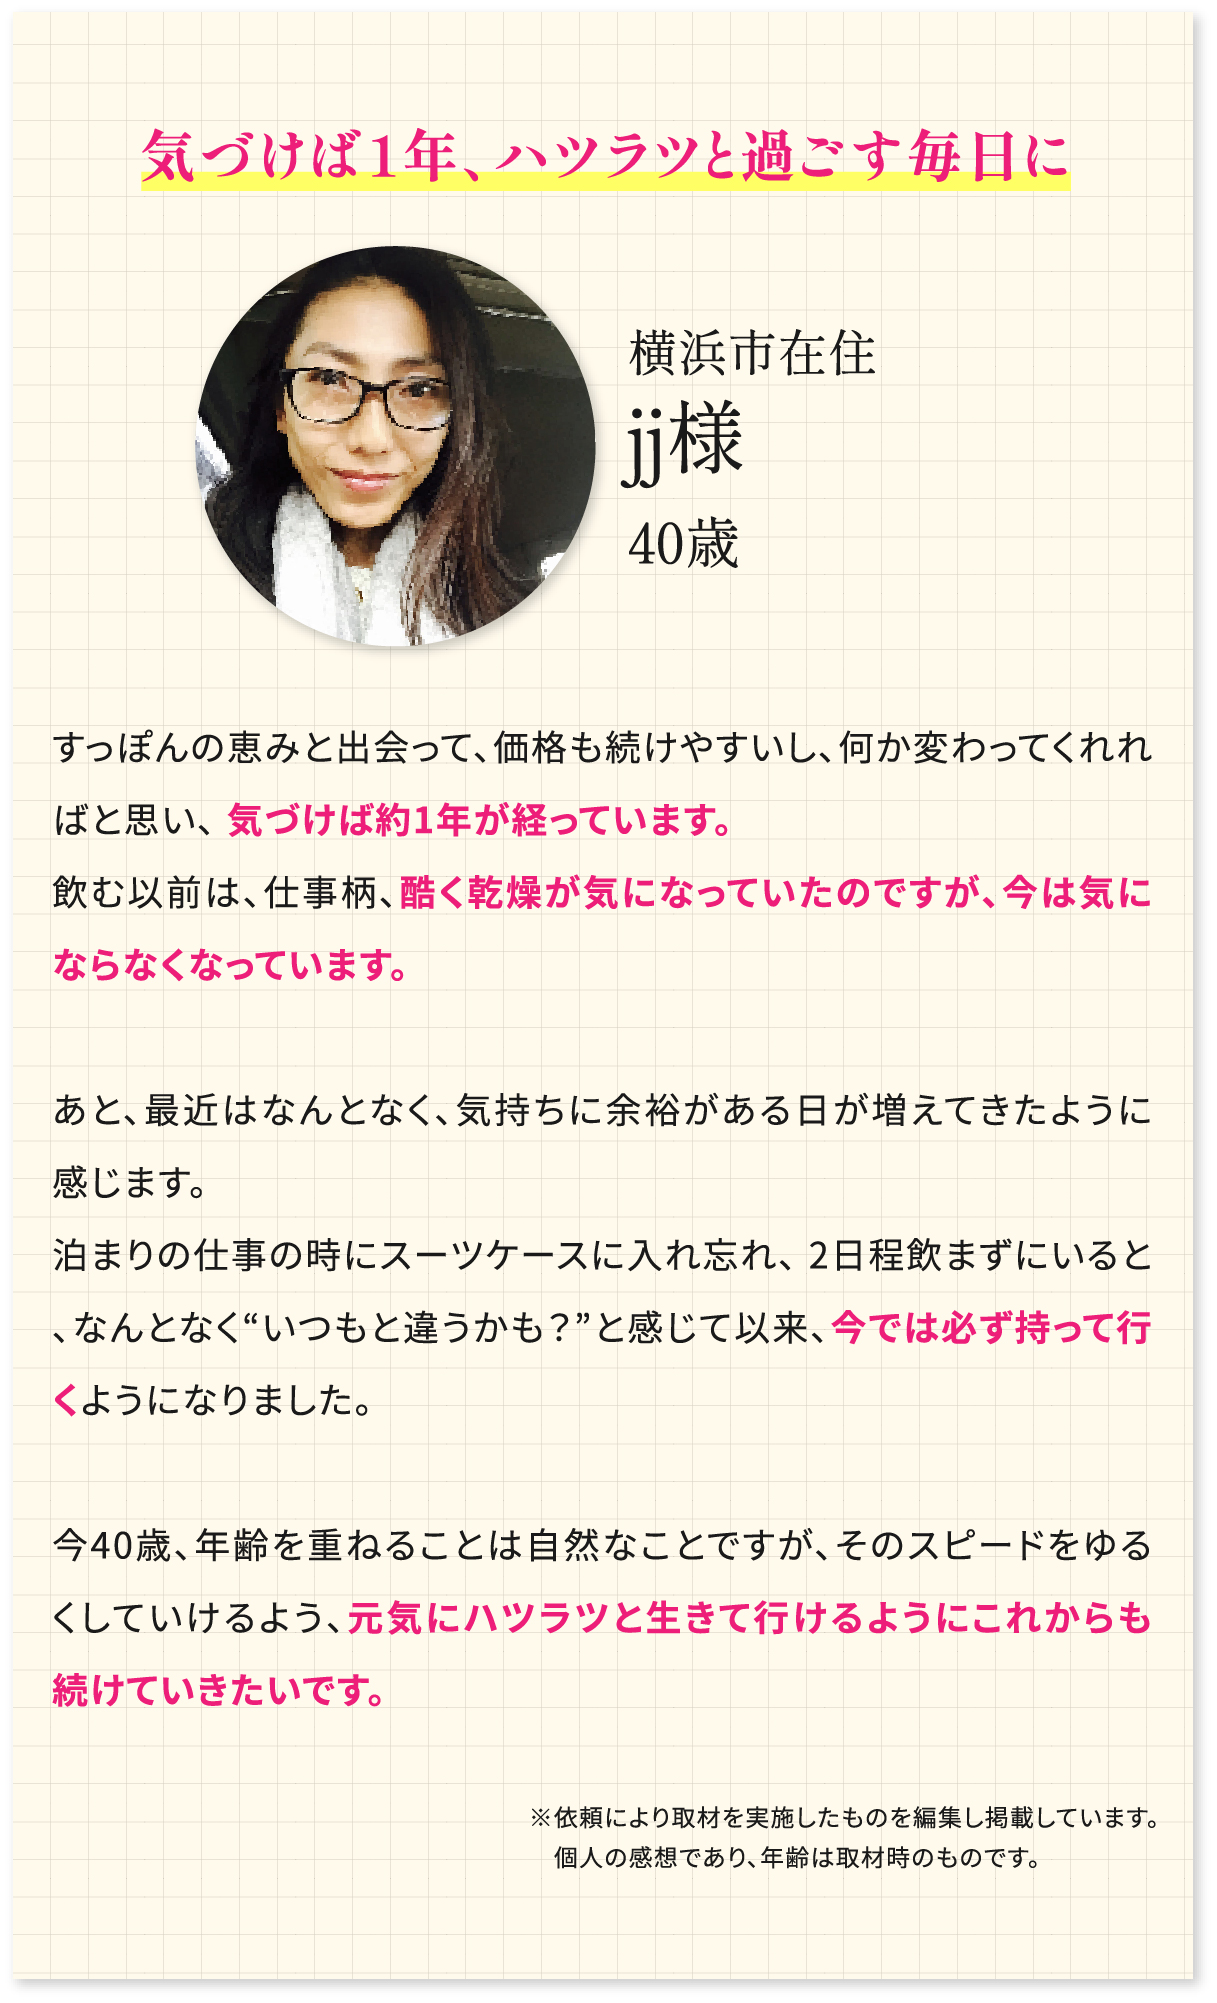 気づけば1年、ハツラツと過ごす毎日に
横浜市在住
jj様
40歳
すっぽんの恵みと出会って、価格も続けやすいし、何か変わってくれれ
ばと思い、気づけば約1年が経っています。
飲む以前は、仕事柄、酷く乾燥が気になっていたのですが、今は気に
ならなくなっています。
あと、最近はなんとなく、気持ちに余裕がある日が増えてきたように
感じます。
泊まりの仕事の時にスーツケースに入れ忘れ、2日程飲まずにいると
、なんとなく“いつもと違うかも？”と感じて以来、今では必ず持って行
くようになりました。
今40歳、年齢を重ねることは自然なことですが、そのスピードをゆる
くしていけるよう、元気にハツラツと生きて行けるようにこれからも
続けていきたいです。
※依頼により取材を実施したものを編集し掲載しています。
個人の感想であり、年齢は取材時のものです。